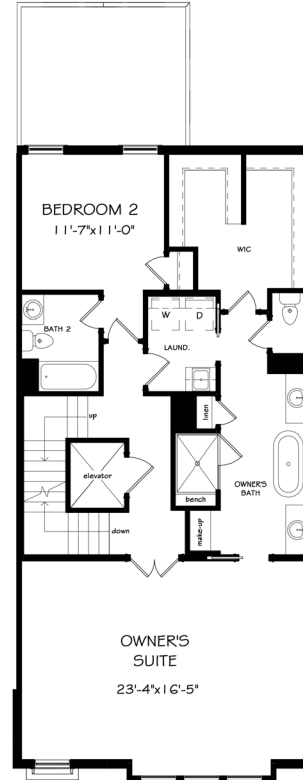 BEDROOM 2
11'-7"x11'-0"
WIC
W D
BATH 2
LAUND.
up
linen
elevator
OWNER'S
BATH
bench
down
make-up
OWNER'S
SUITE
23'-4"x16'-5"